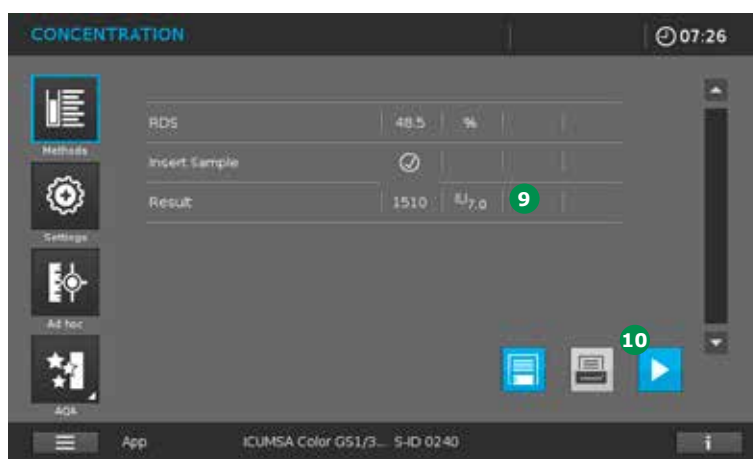 CONCENTRATION 07:26
Methods
Settings
Ad hoc
AQA
RDS 48.5 %
Insert Sample
Result 1510 IU7.0 9
10
App ICUMSA Color GS1/3... S-ID 0240 i